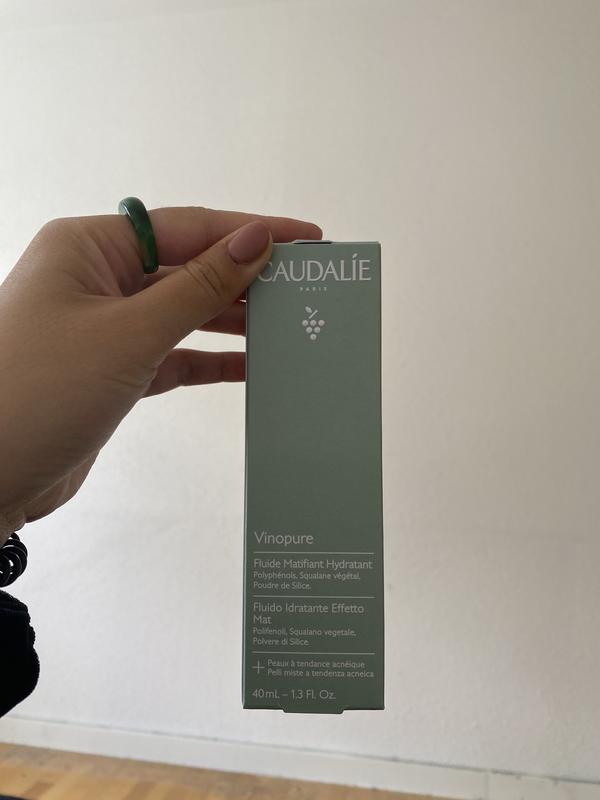 CAUDALÍE
PARIS
Vinopure
Fluide Matifiant Hydratant
Polyphénols, Squalane végétal,
Poudre de Silice.
Fluido Idratante Effetto
Mat
Polifenoli, Squalano vegetale,
Polvere di Silice.
+ Peaux à tendance acnéique
Pelli miste a tendenza acneica
40mL – 1.3 Fl. Oz.